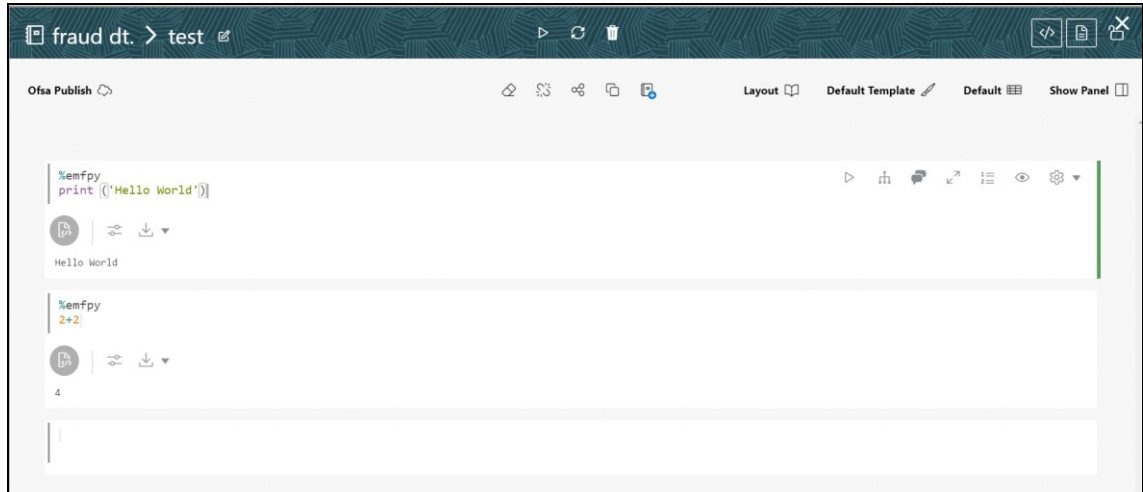 fraud dt. > test
Ofsa Publish
Layout
Default Template
Default
Show Panel
%emfpy
print ('Hello World')
Hello World
%emfpy
2+2
4